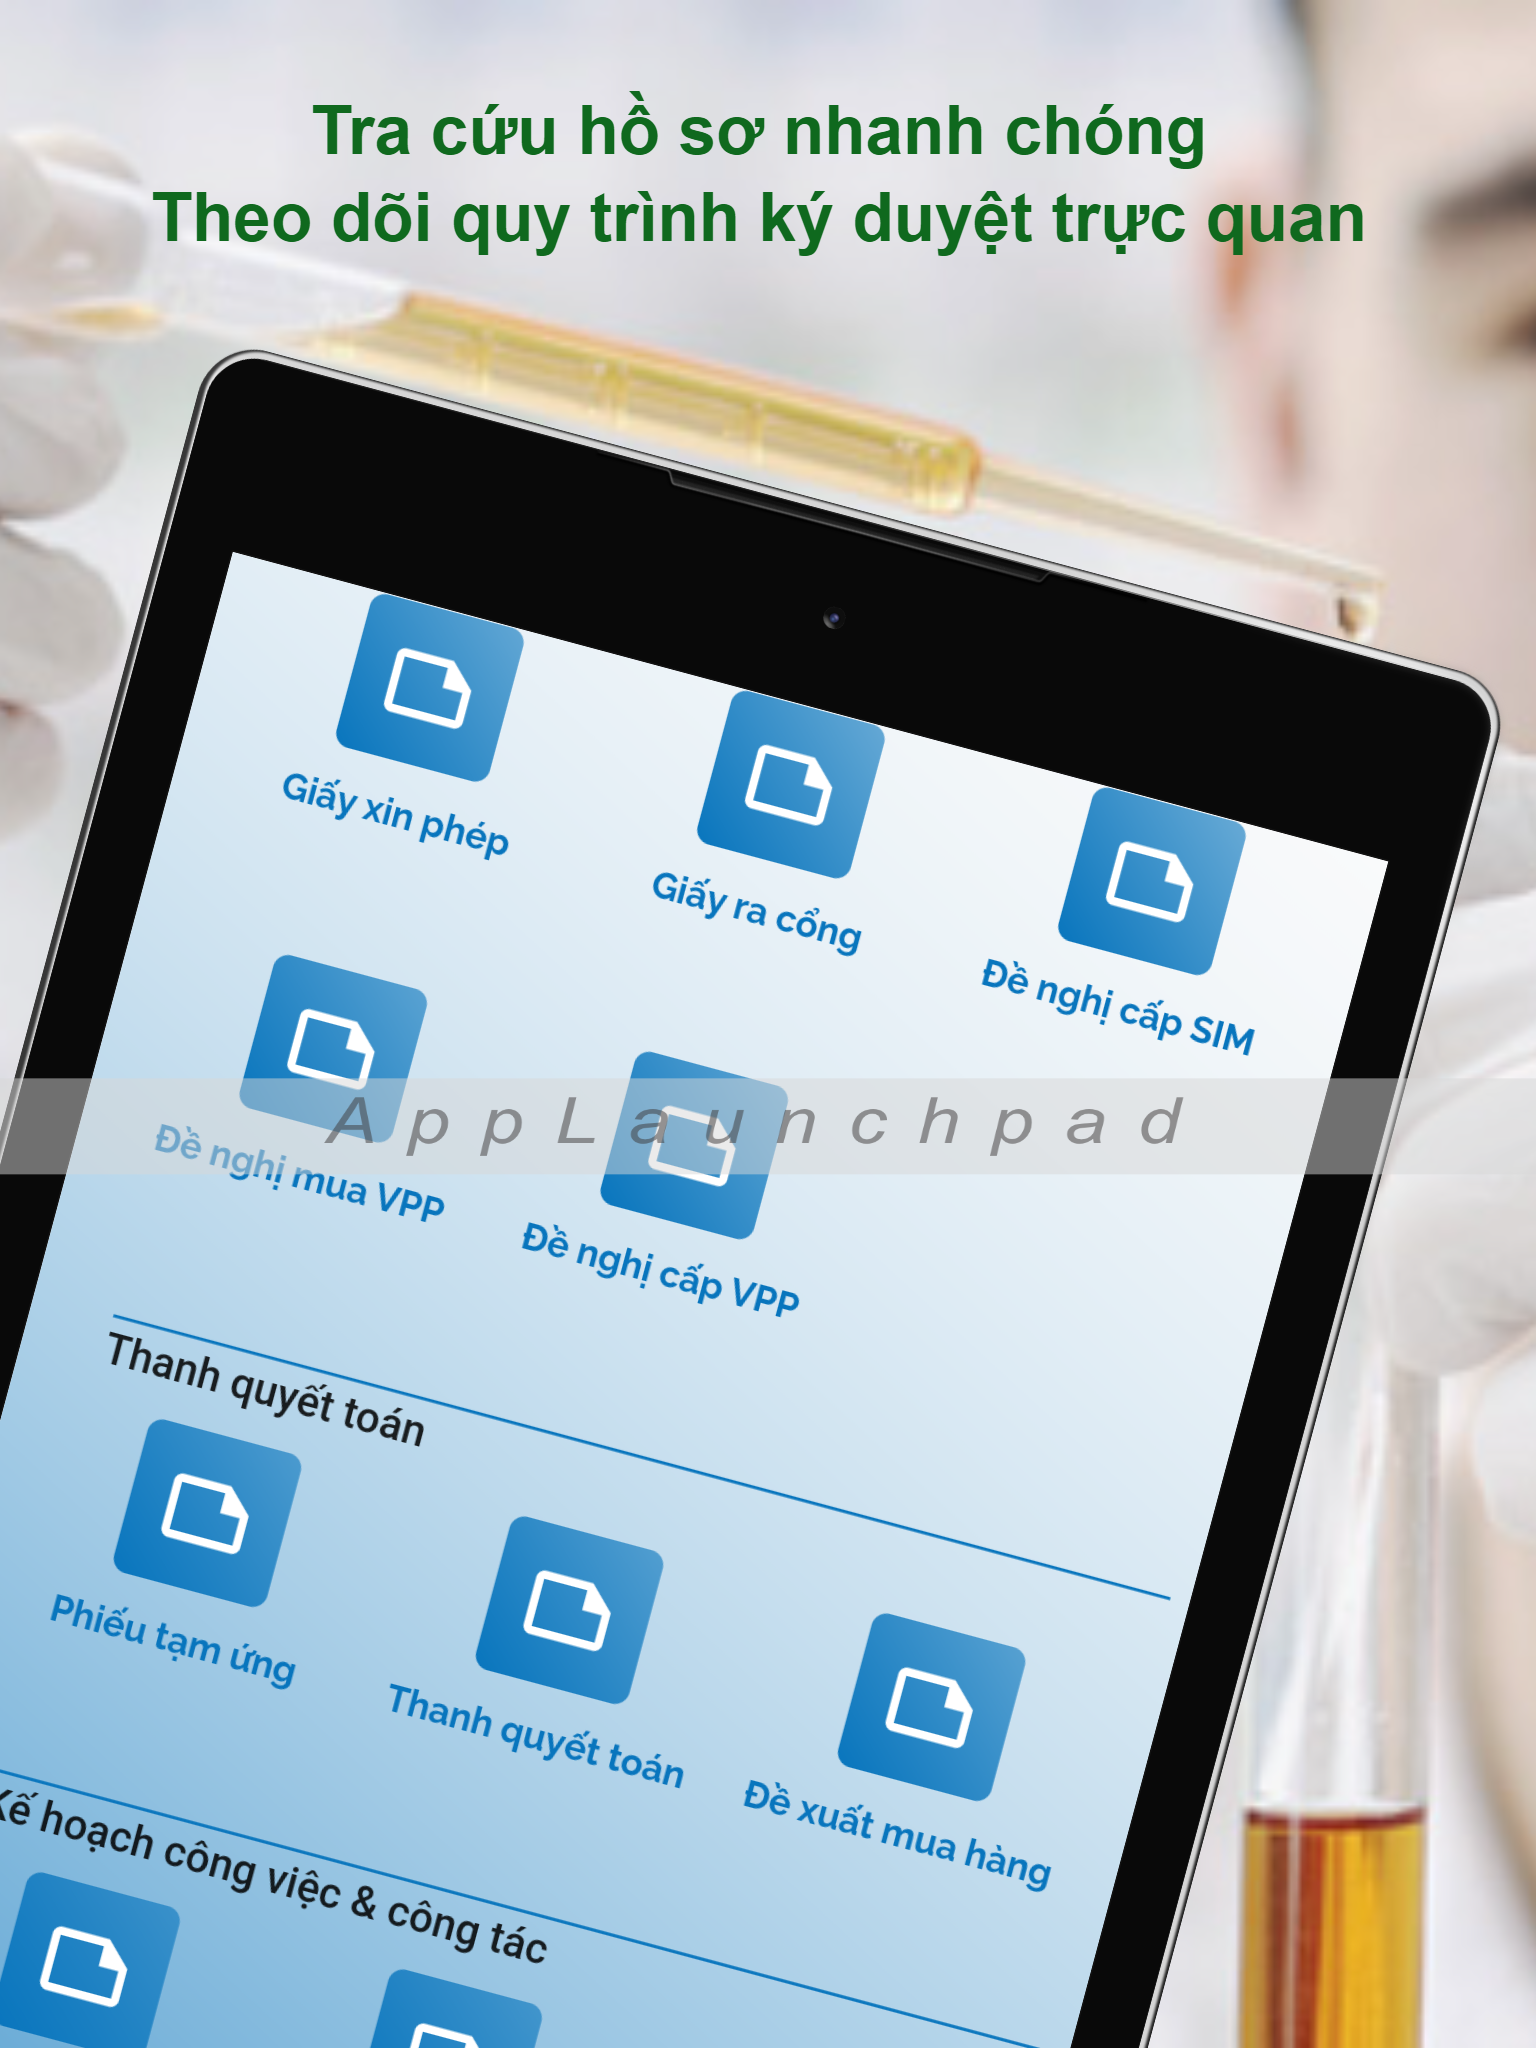 Tra cứu hồ sơ nhanh chóng
Theo dõi quy trình ký duyệt trực quan
Giấy xin phép
Giấy ra cổng
Đề nghị cấp SIM
AppLaunchpad
Đề nghị mua VPP
Đề nghị cấp VPP
Thanh quyết toán
Phiếu tạm ứng
Thanh quyết toán
Đề xuất mua hàng
Kế hoạch công việc & công tác